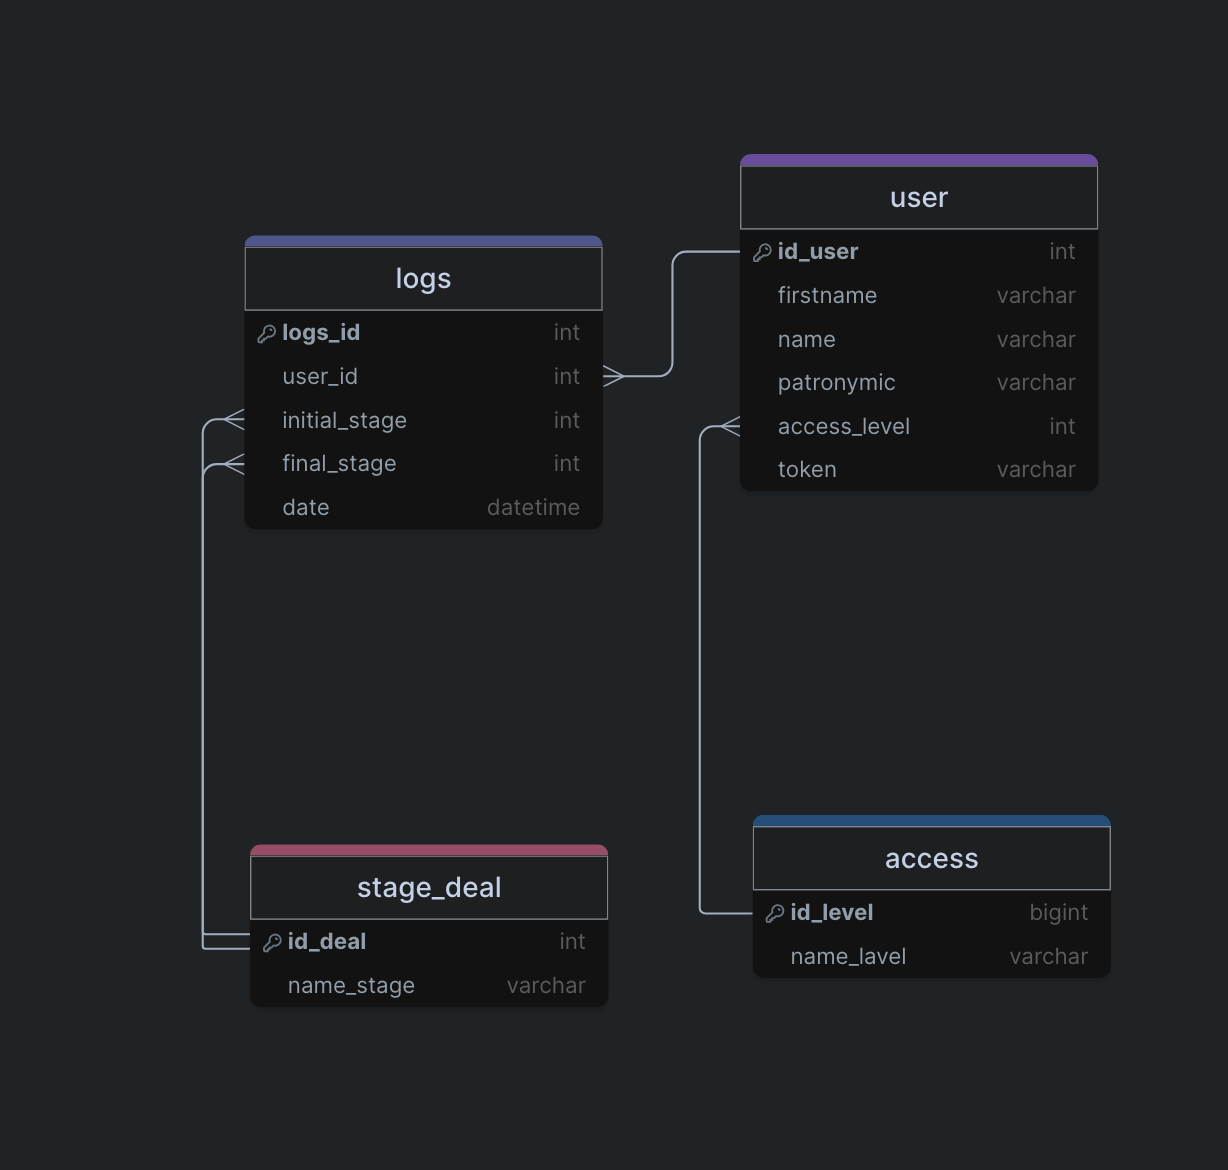 user
id_user int
firstname varchar
name varchar
patronymic varchar
access_level int
token varchar
logs
logs_id int
user_id int
initial_stage int
final_stage int
date datetime
stage_deal
id_deal int
name_stage varchar
access
id_level bigint
name_lavel varchar